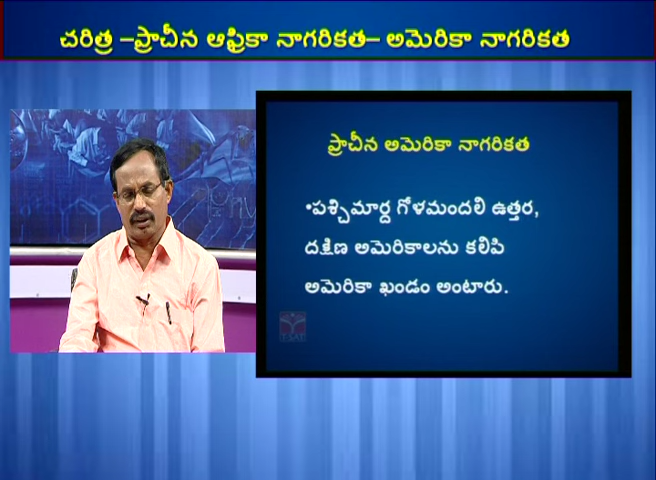 చరిత్ర –ప్రాచీన ఆఫ్రికా నాగరికత– అమెరికా నాగరికత
ప్రాచీన అమెరికా నాగరికత
•పశ్చిమార్ద గోళమందలి ఉత్తర,
దక్షిణ అమెరికాలను కలిపి
అమెరికా ఖండం అంటారు.
T-SAT